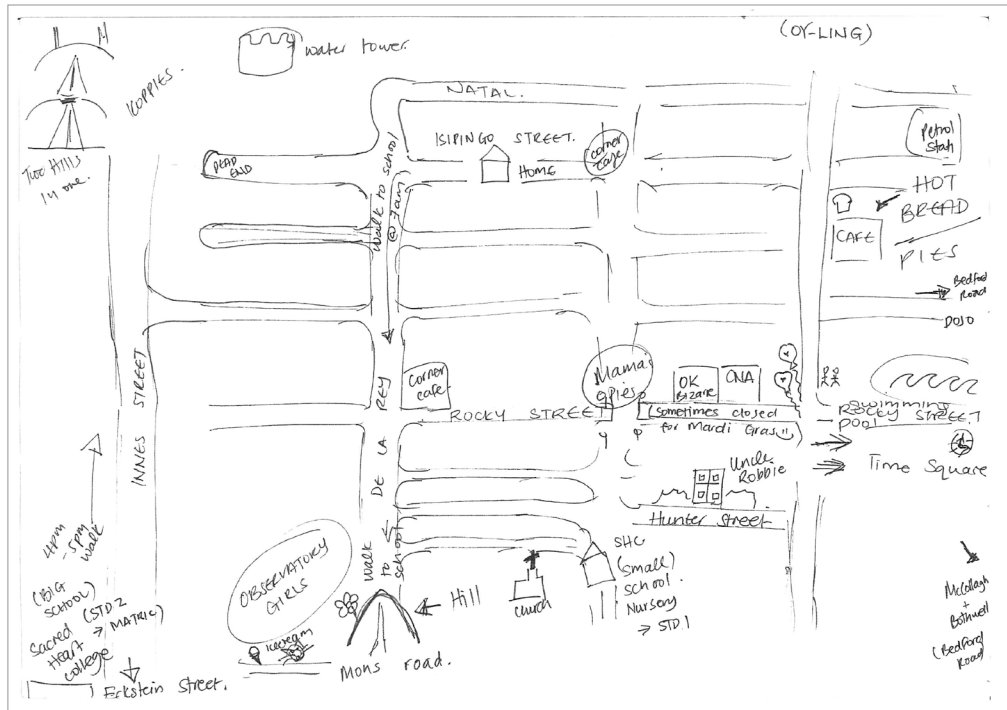 (OY-LING)
water tower.
KOPPIES.
Two Hills
in one.
NATAL.
ISIPINGO STREET.
HOME
corner
cafe
Petrol
Statn
DEAD
END
walk to school
@ 7am
HOT
BREAD
CAFE
PIES
Bedford
Road
DOJO
INNES STREET
corner
cafe
Mama's
pies
OK
Bizare
CNA
ROCKY STREET
(sometimes closed
for Mardi Gras
swimming
pool
ROCKY STREET
Time Square
DE LA REY
Uncle
Robbie
Hunter Street
4pm
-5pm
walk
(BIG
SCHOOL)
(STD 2
→ MATRIC)
Sacred
Heart
college
Eckstein Street.
OBSERVATORY
GIRLS
icecream
walk
to
school
Hill
Mons road.
church
SHC
(small)
school.
Nursery
→ STD.1
McCollagh
+
Bothwell
(Bedford
Road)